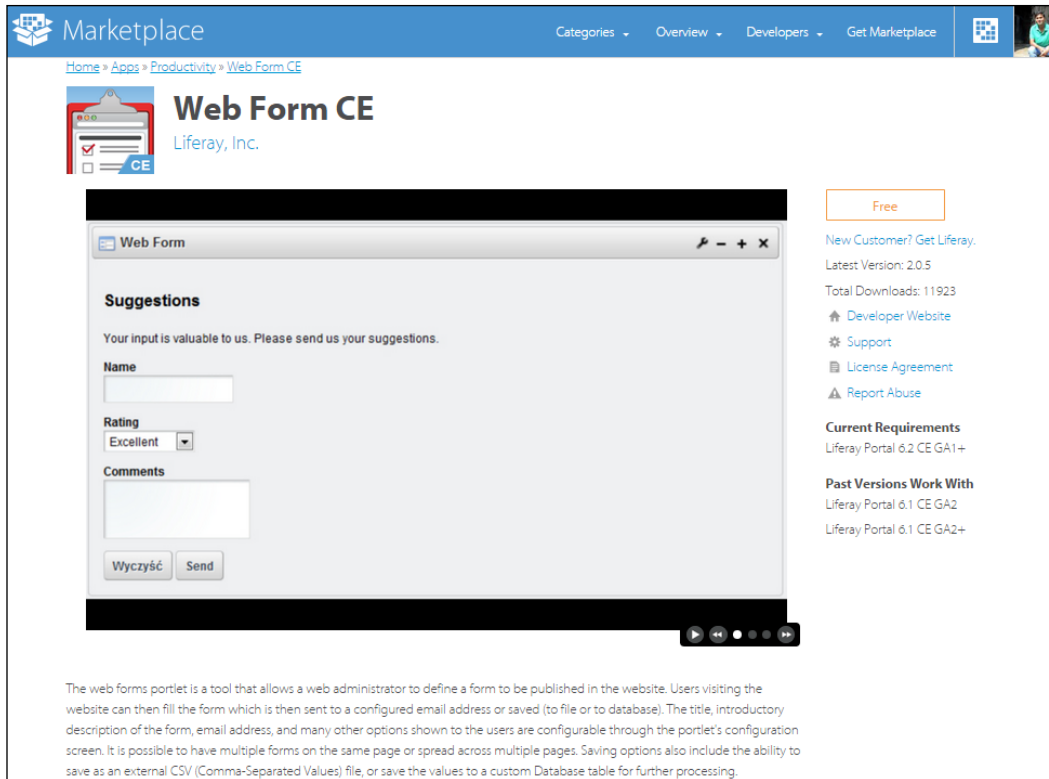 Marketplace
Categories Overview Developers Get Marketplace
Home » Apps » Productivity » Web Form CE
CE
Web Form CE
Liferay, Inc.
Web Form
Suggestions
Your input is valuable to us. Please send us your suggestions.
Name
Rating
Excellent
Comments
Wyczyść Send
Free
New Customer? Get Liferay.
Latest Version: 2.0.5
Total Downloads: 11923
Developer Website
Support
License Agreement
Report Abuse
Current Requirements
Liferay Portal 6.2 CE GA1+
Past Versions Work With
Liferay Portal 6.1 CE GA2
Liferay Portal 6.1 CE GA2+
The web forms portlet is a tool that allows a web administrator to define a form to be published in the website. Users visiting the
website can then fill the form which is then sent to a configured email address or saved (to file or to database). The title, introductory
description of the form, email address, and many other options shown to the users are configurable through the portlet's configuration
screen. It is possible to have multiple forms on the same page or spread across multiple pages. Saving options also include the ability to
save as an external CSV (Comma-Separated Values) file, or save the values to a custom Database table for further processing.